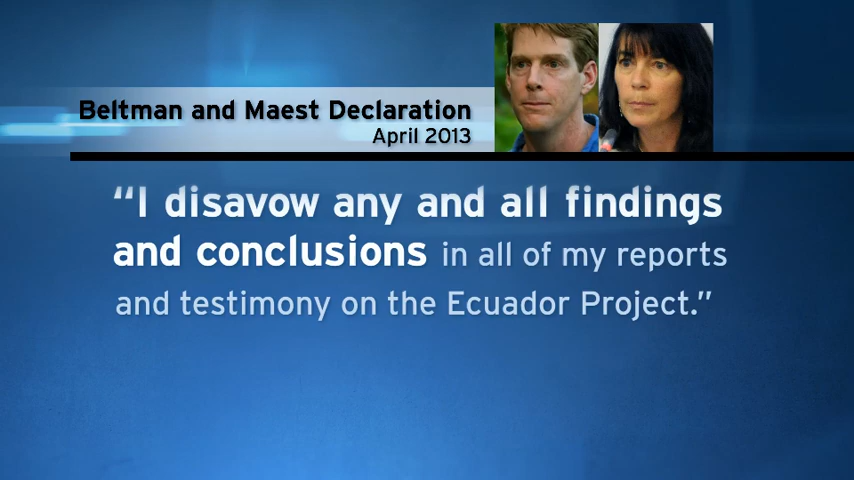 Beltman and Maest Declaration
April 2013
“I disavow any and all findings
and conclusions in all of my reports
and testimony on the Ecuador Project.”